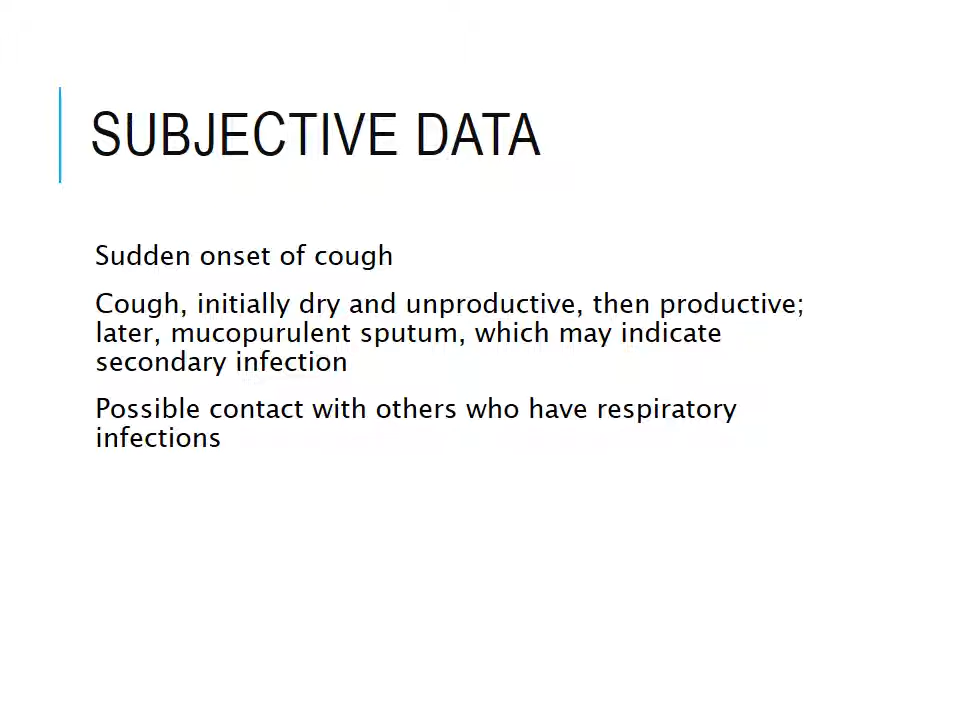 SUBJECTIVE DATA
Sudden onset of cough
Cough, initially dry and unproductive, then productive;
later, mucopurulent sputum, which may indicate
secondary infection
Possible contact with others who have respiratory
infections